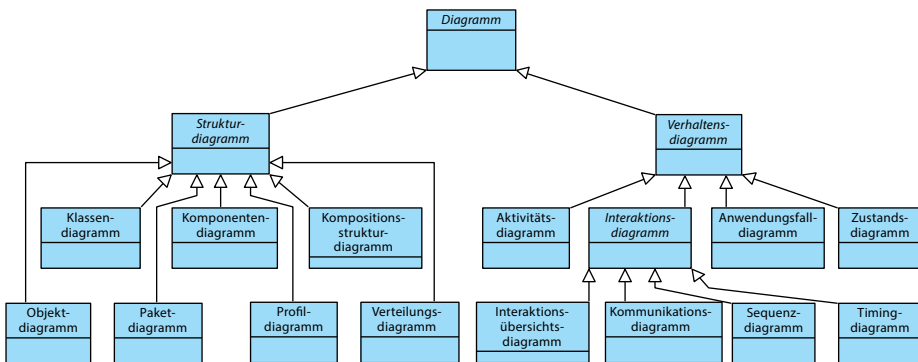 Diagramm
Struktur-
diagramm
Verhaltens-
diagramm
Klassen-
diagramm
Komponenten-
diagramm
Kompositions-
struktur-
diagramm
Aktivitäts-
diagramm
Interaktions-
diagramm
Anwendungsfall-
diagramm
Zustands-
diagramm
Objekt-
diagramm
Paket-
diagramm
Profil-
diagramm
Verteilungs-
diagramm
Interaktions-
übersichts-
diagramm
Kommunikations-
diagramm
Sequenz-
diagramm
Timing-
diagramm